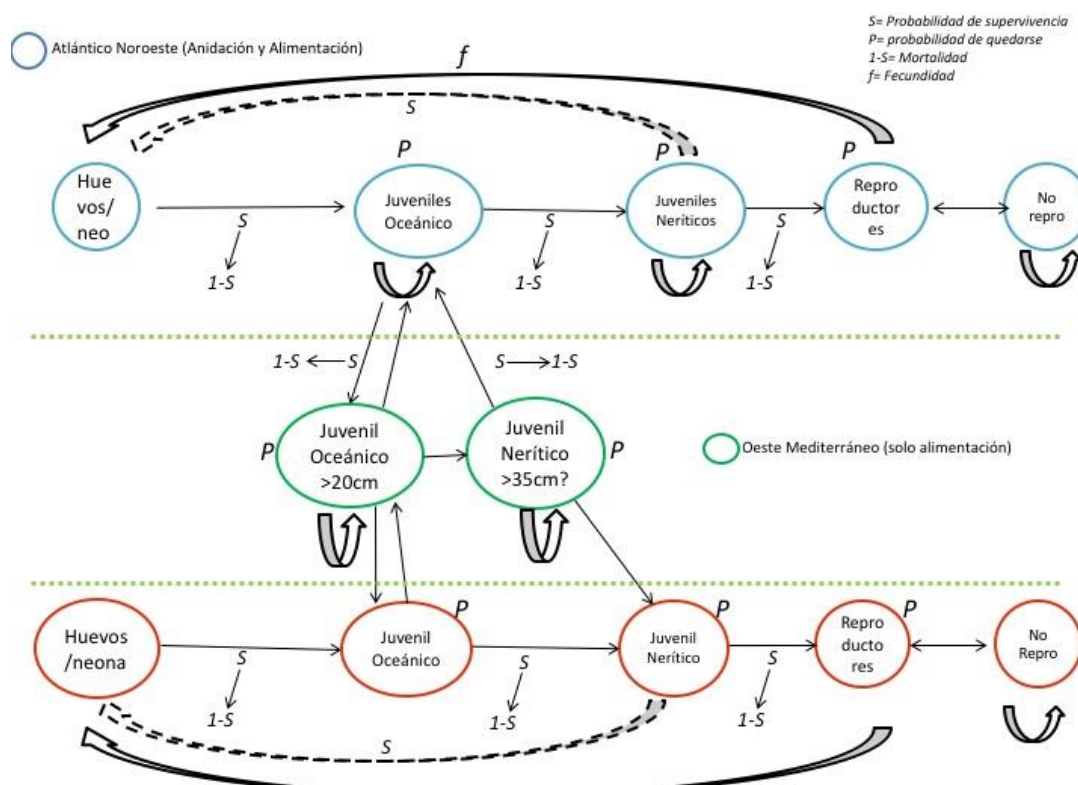 S= Probabilidad de supervivencia
P= probabilidad de quedarse
1-S= Mortalidad
f= Fecundidad
Atlántico Noroeste (Anidación y Alimentación)
f
S
P
P
P
Hue
vos/
neo
Juveniles
Oceánico
Juveniles
Neríticos
Repro
ductor
es
No
repro
S
S
S
1-S
1-S
1-S
1-S
S
S
1-S
P
Juvenil
Oceánico
>20cm
Juvenil
Nerítico
>35cm?
P
Oeste Mediterráneo (solo alimentación)
P
P
P
Huevos
/neona
Juvenil
Oceánico
Juvenil
Nerítico
Repro
ducto
res
No
Repro
S
S
S
1-S
1-S
1-S
S